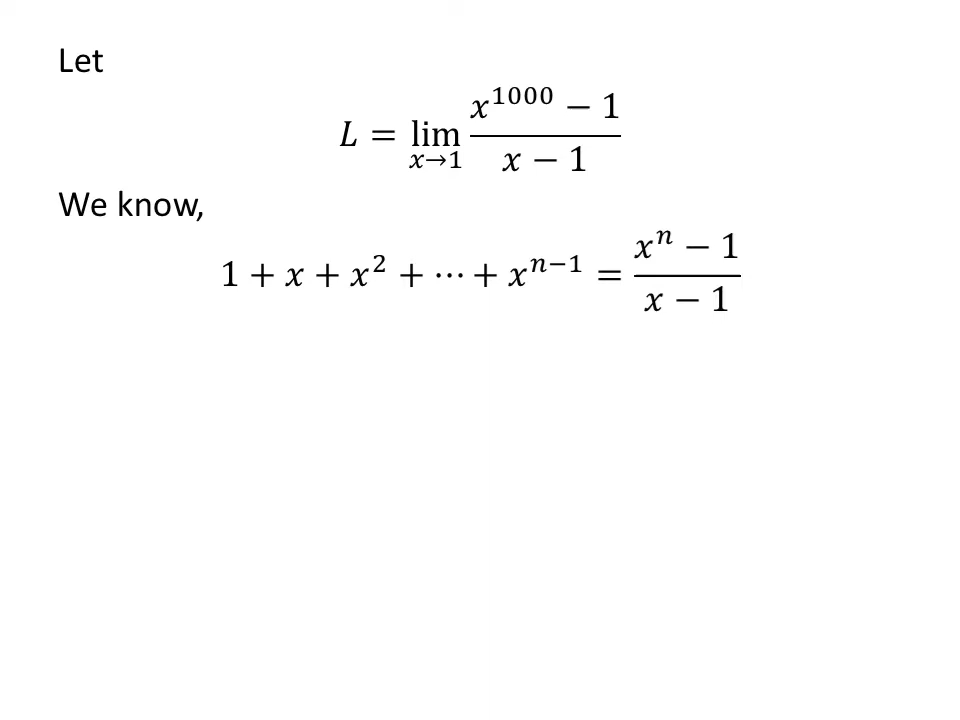 Let
𝐿 = lim_{𝑥→1} (𝑥^{1000} − 1)/(𝑥 − 1)
We know,
1 + 𝑥 + 𝑥^{2} + ⋯ + 𝑥^{𝑛−1} = (𝑥^{𝑛} − 1)/(𝑥 − 1)